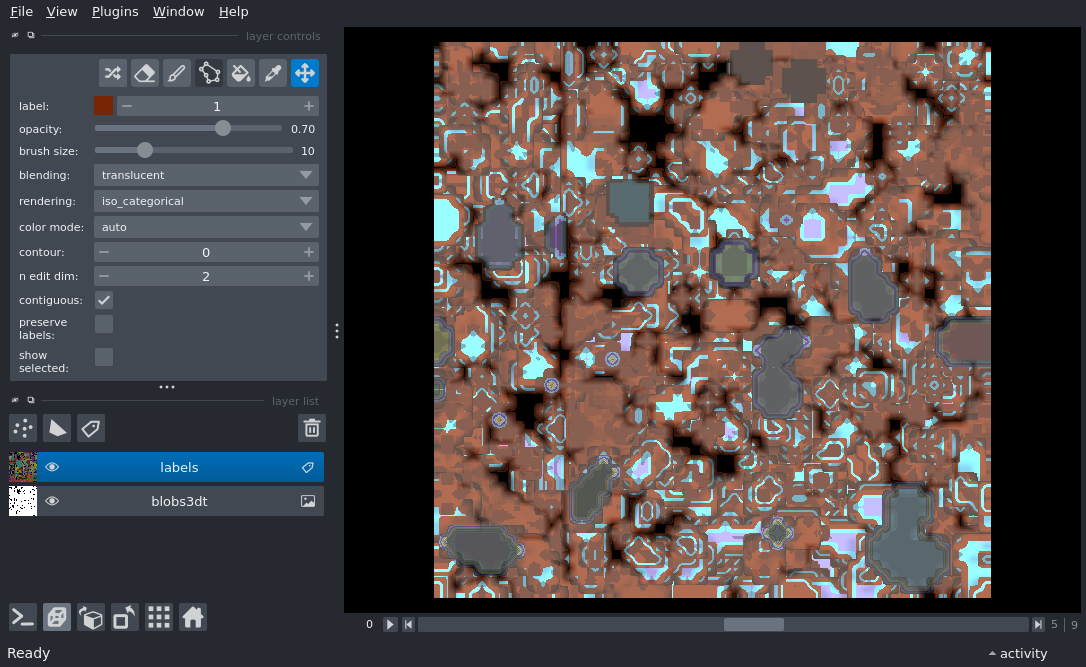 File View Plugins Window Help
layer controls
label: 1
opacity: 0.70
brush size: 10
blending: translucent
rendering: iso_categorical
color mode: auto
contour: 0
n edit dim: 2
contiguous:
preserve
labels:
show
selected:
layer list
labels
blobs3dt
0 5 | 9
Ready activity